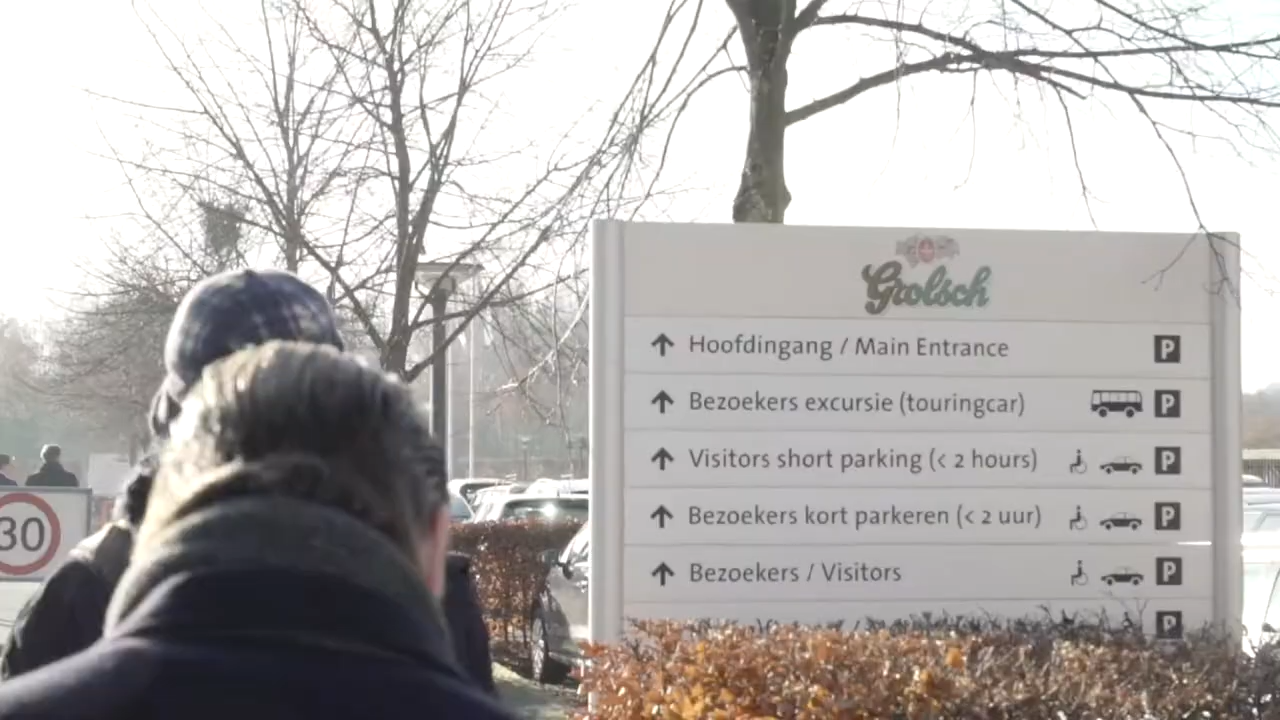 Grolsch
Hoofdingang / Main Entrance P
Bezoekers excursie (touringcar) P
Visitors short parking (< 2 hours) P
Bezoekers kort parkeren (< 2 uur) P
Bezoekers / Visitors P
P
30